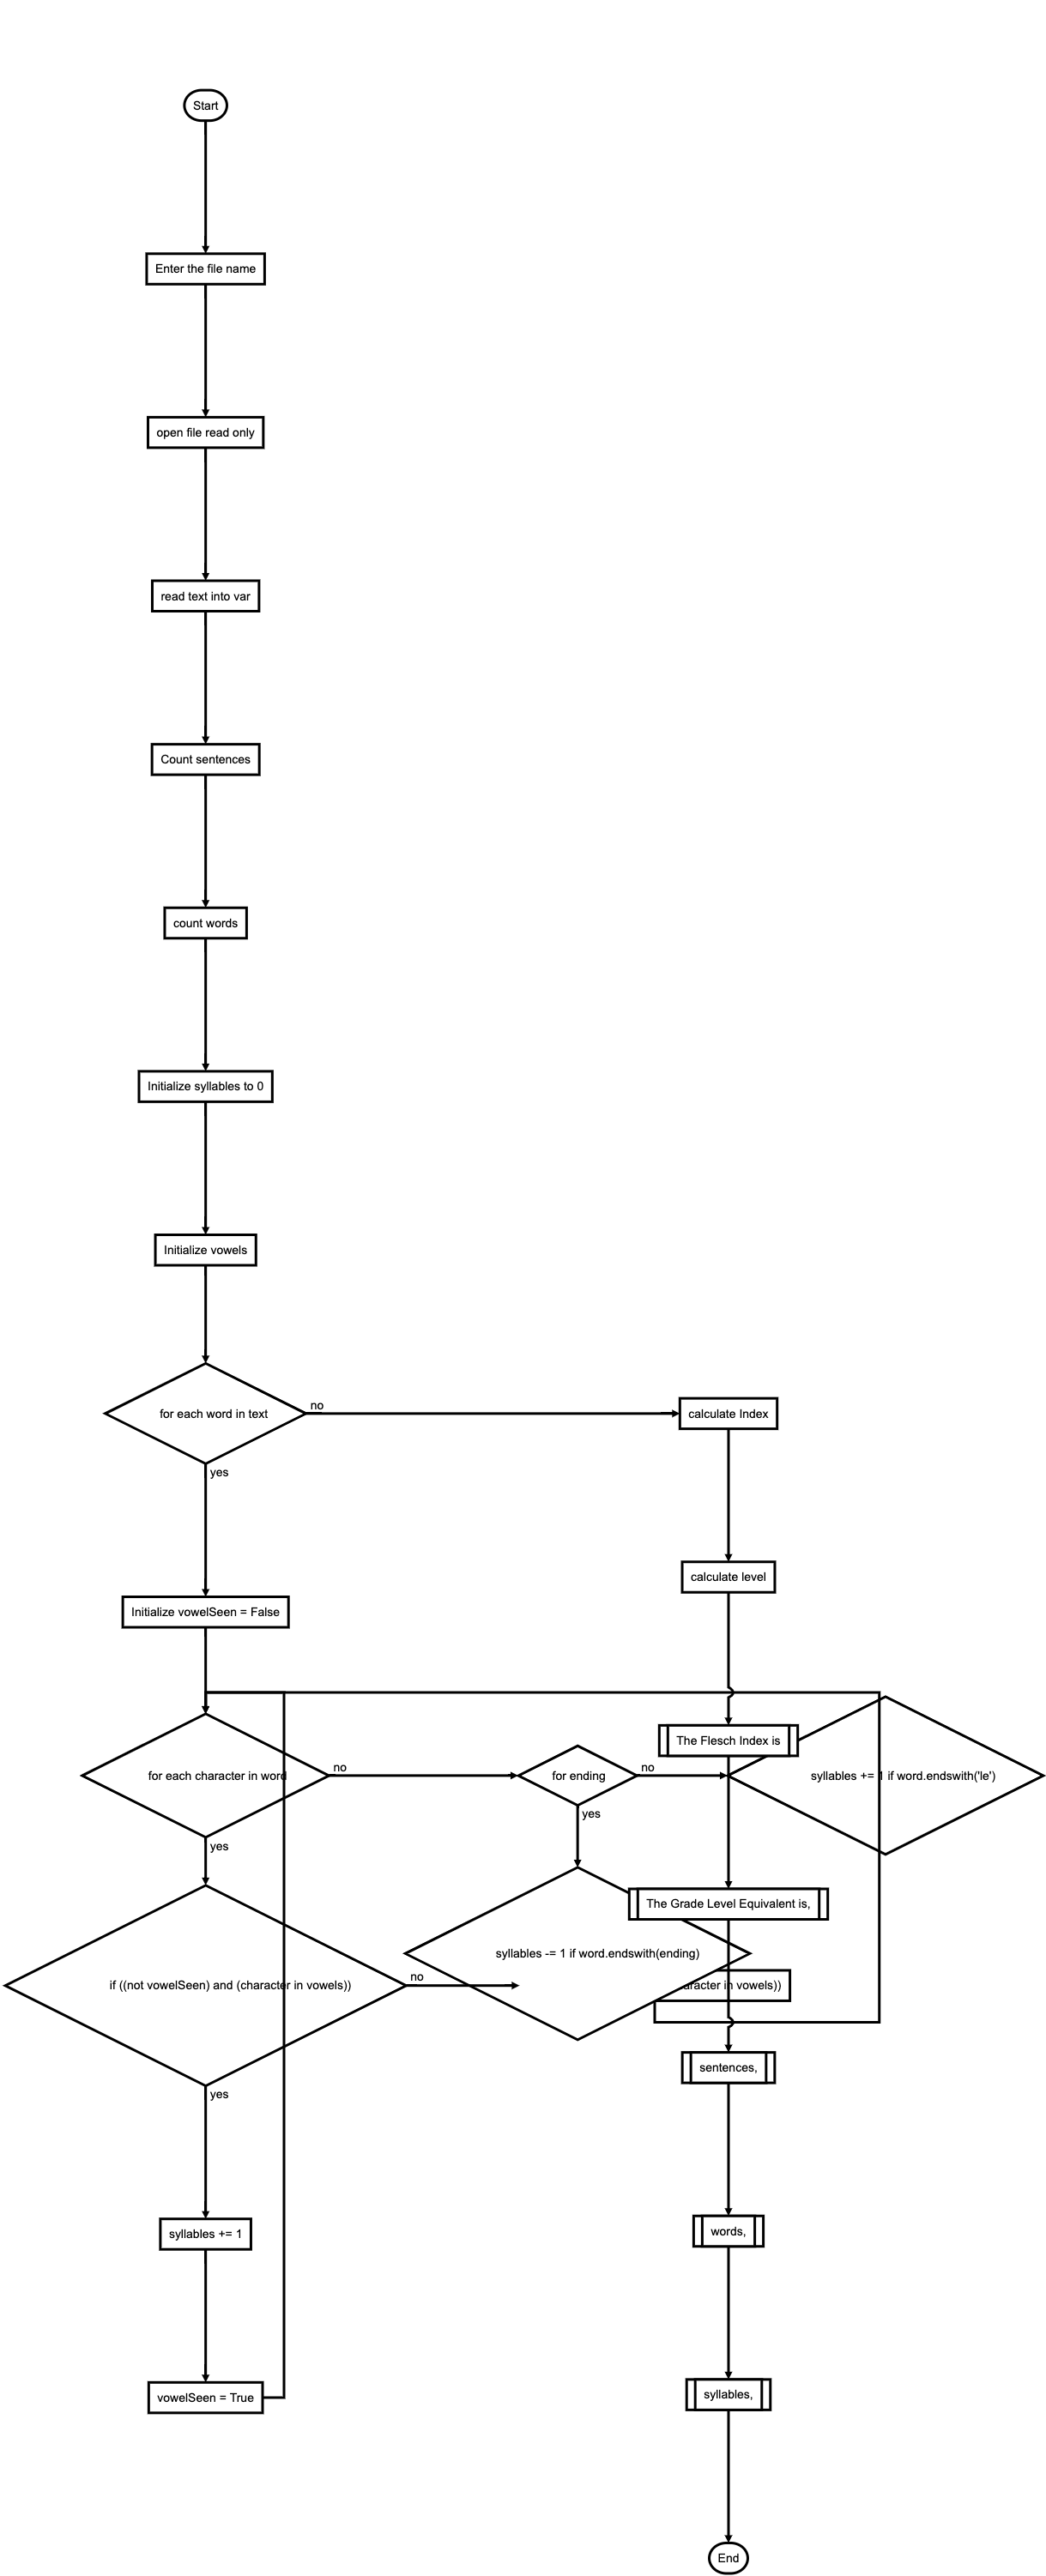 Start
Enter the file name
open file read only
read text into var
Count sentences
count words
Initialize syllables to 0
Initialize vowels
for each word in text
no
calculate Index
yes
calculate level
Initialize vowelSeen = False
The Flesch Index is
for each character in word
no
for ending
no
syllables += 1 if word.endswith('le')
yes
yes
The Grade Level Equivalent is,
syllables -= 1 if word.endswith(ending)
if ((not vowelSeen) and (character in vowels))
no
in vowels))
sentences,
yes
words,
syllables += 1
syllables,
vowelSeen = True
End